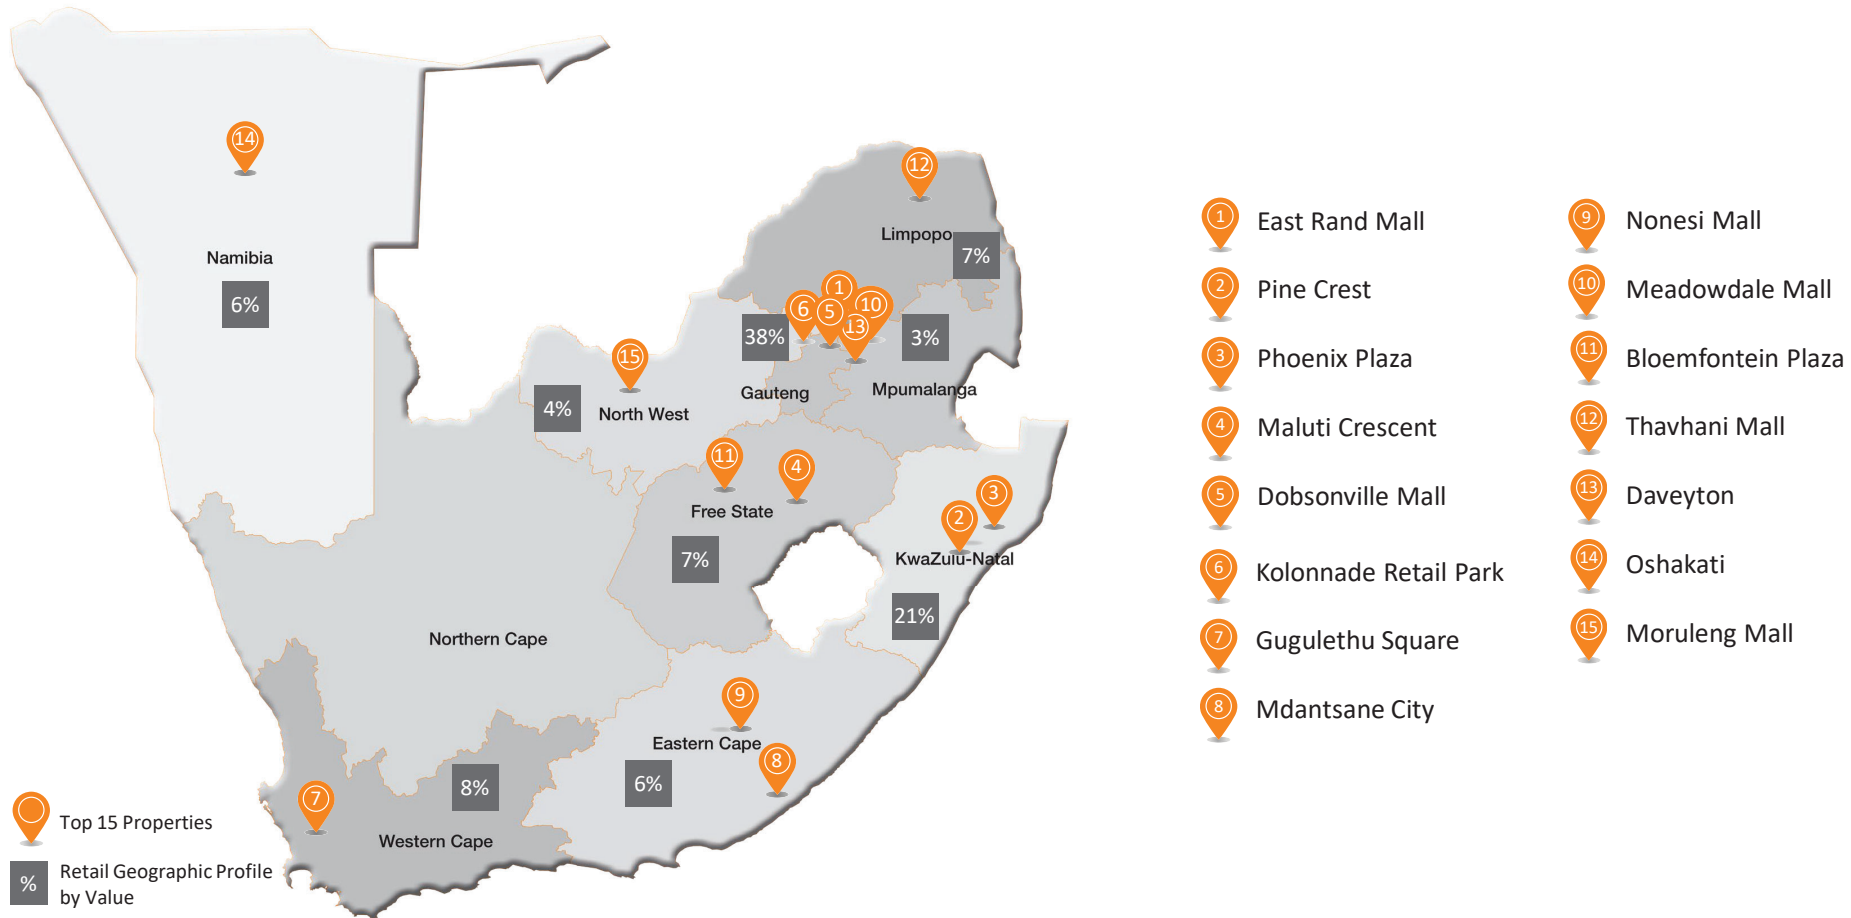 14
Namibia
6%
12
Limpopo
7%
1
6
5
10
13
38%
3%
Gauteng
Mpumalanga
15
4%
North West
11
4
Free State
7%
3
2
KwaZulu-Natal
21%
Northern Cape
9
Eastern Cape
8
6%
8%
7
Western Cape
Top 15 Properties
%
Retail Geographic Profile
by Value
1 East Rand Mall
2 Pine Crest
3 Phoenix Plaza
4 Maluti Crescent
5 Dobsonville Mall
6 Kolonnade Retail Park
7 Gugulethu Square
8 Mdantsane City
9 Nonesi Mall
10 Meadowdale Mall
11 Bloemfontein Plaza
12 Thavhani Mall
13 Daveyton
14 Oshakati
15 Moruleng Mall